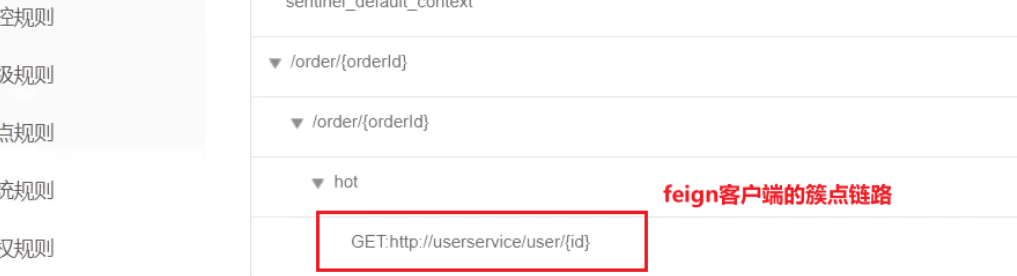 sentinel_default_context
控规则
/order/{orderId}
级规则
/order/{orderId}
点规则
hot
统规则
feign客户端的簇点链路
GET:http://userservice/user/{id}
权规则